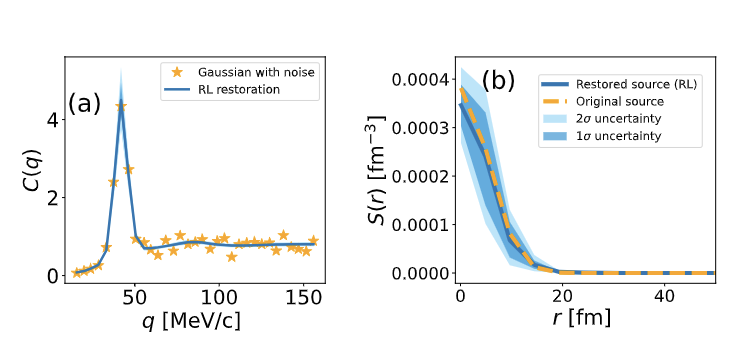 (a)
Gaussian with noise
RL restoration
4
2
0
C(q)
50
100
150
q [MeV/c]
(b)
Restored source (RL)
Original source
2σ uncertainty
1σ uncertainty
0.0004
0.0003
0.0002
0.0001
0.0000
S(r) [fm⁻³]
0
20
40
r [fm]